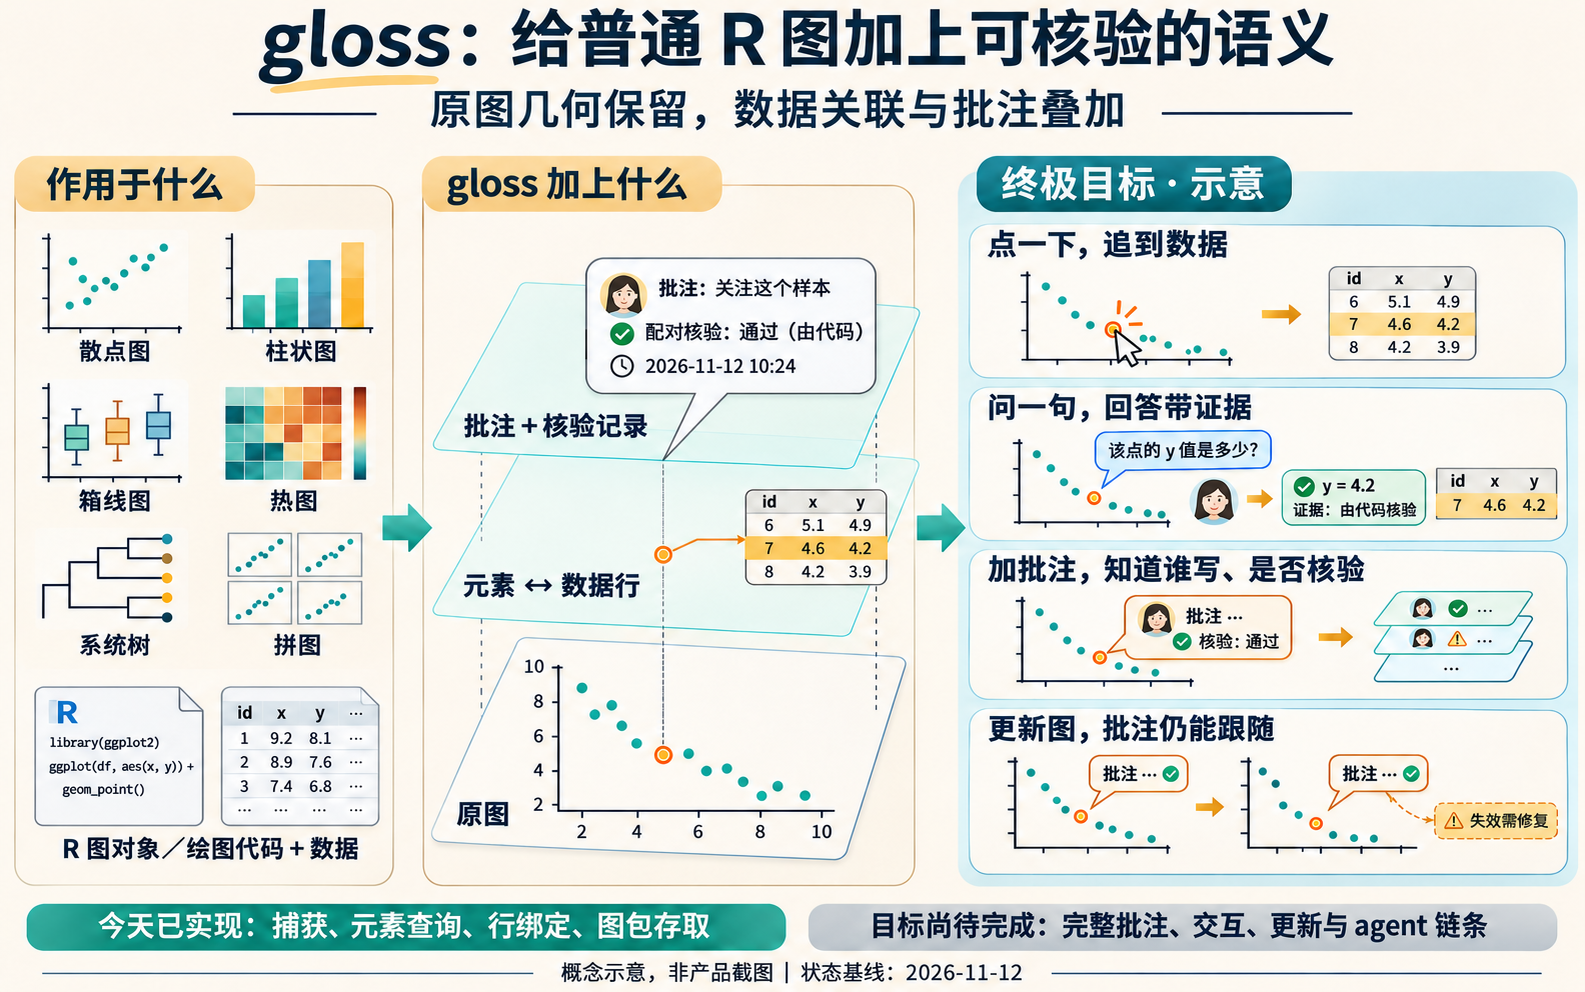 gloss：给普通 R 图加上可核验的语义
原图几何保留，数据关联与批注叠加
作用于什么
散点图
柱状图
箱线图
热图
系统树
拼图
R
library(ggplot2)
ggplot(df, aes(x, y)) +
geom_point()
id x y ...
1 9.2 8.1 ...
2 8.9 7.6 ...
3 7.4 6.8 ...
... ... ... ...
R 图对象／绘图代码 + 数据
gloss 加上什么
批注：关注这个样本
配对核验：通过（由代码）
2026-11-12 10:24
批注 + 核验记录
id x y
6 5.1 4.9
7 4.6 4.2
8 4.2 3.9
元素 ↔ 数据行
10
8
6
4
2
原图
2 4 6 8 10
终极目标 · 示意
点一下，追到数据
id x y
6 5.1 4.9
7 4.6 4.2
8 4.2 3.9
问一句，回答带证据
该点的 y 值是多少？
y = 4.2
证据：由代码核验
id x y
7 4.6 4.2
加批注，知道谁写、是否核验
批注 ...
核验：通过
...
...
...
更新图，批注仍能跟随
批注 ...
批注 ...
失效需修复
今天已实现：捕获、元素查询、行绑定、图包存取
目标尚待完成：完整批注、交互、更新与 agent 链条
概念示意，非产品截图 | 状态基线：2026-11-12